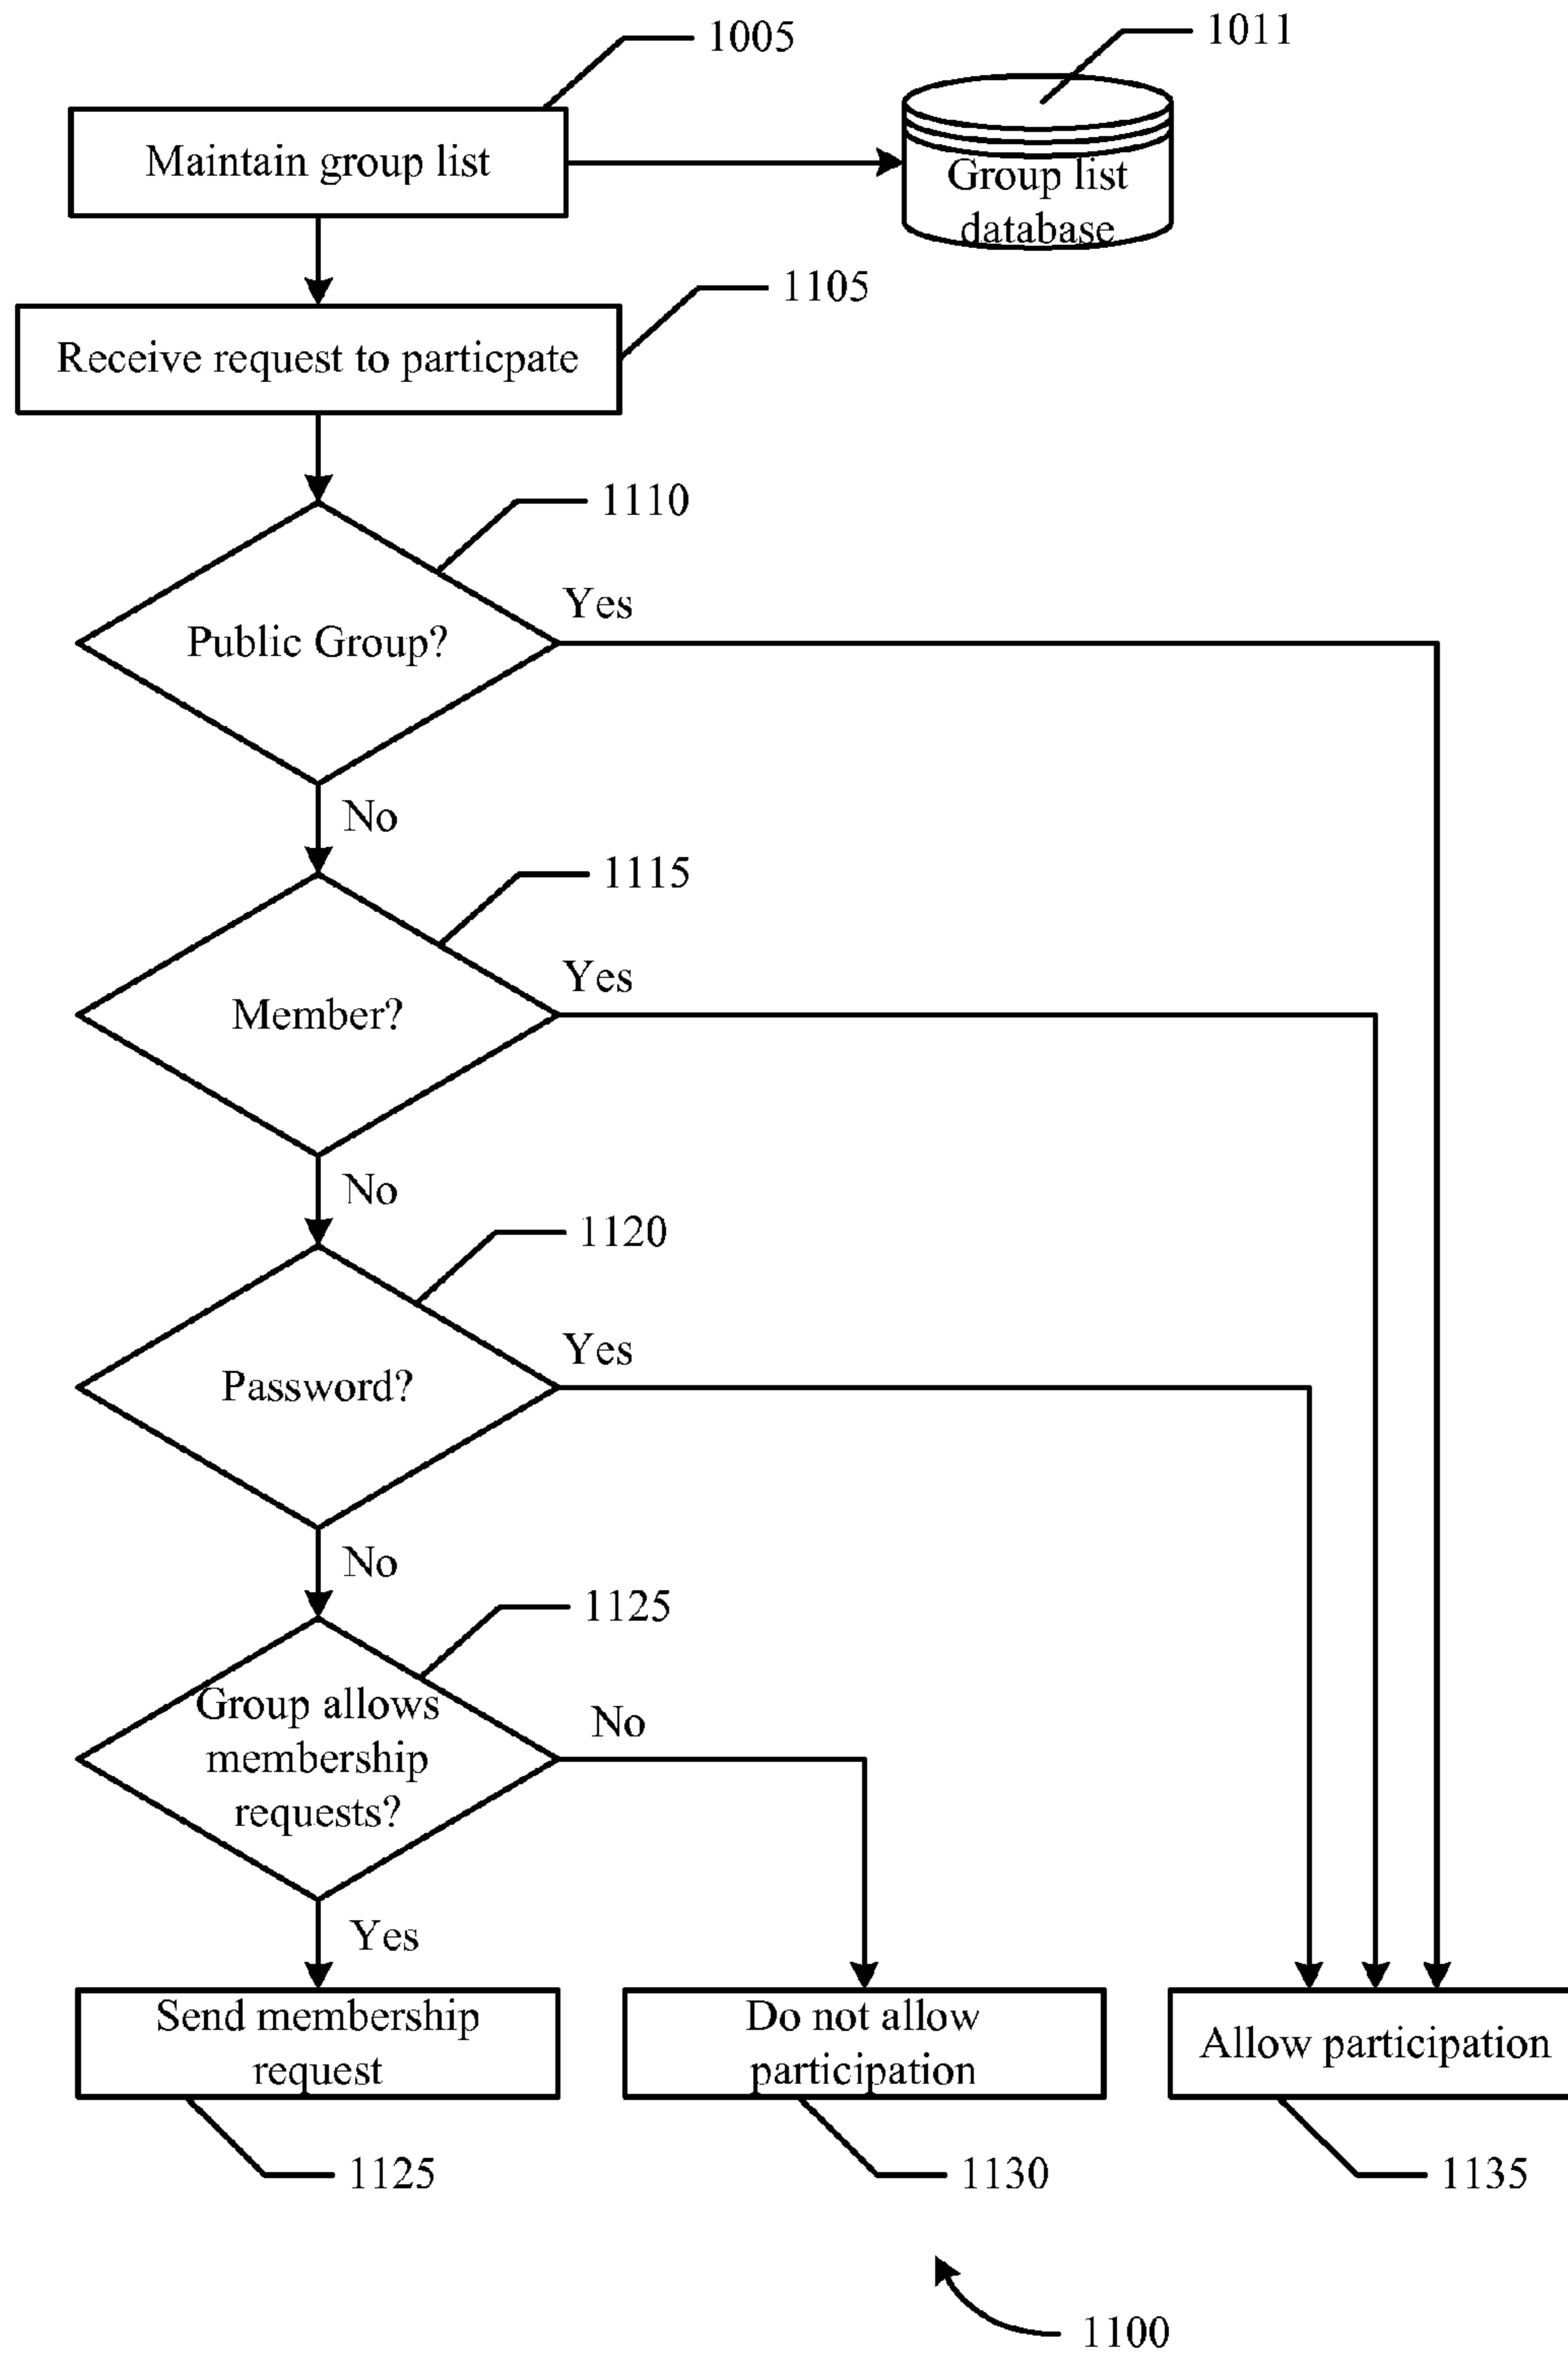 1005
1011
Maintain group list
Group list
database
1105
Receive request to particpate
1110
Yes
Public Group?
No
1115
Yes
Member?
No
1120
Yes
Password?
No
1125
Group allows
membership
requests?
No
Yes
Send membership
request
Do not allow
participation
Allow participation
1125
1130
1135
1100